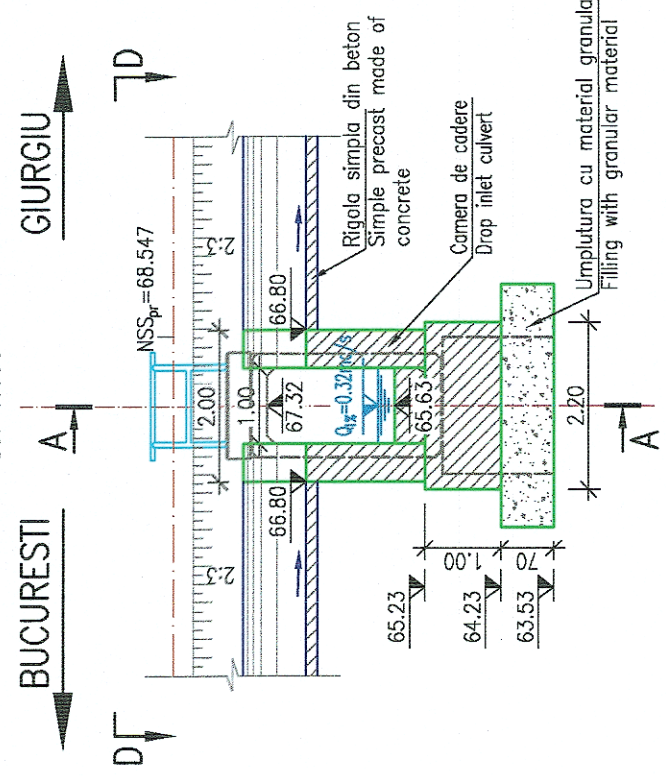 BUCURESTI
GIURGIU
A
D
D
NSSpr=68.547
2:3
2:3
2.00
1.00
67.32
66.80
66.80
Q1%=0.32mc/s
65.63
Rigola simpla din beton
Simple precast made of
concrete
Camera de cadere
Drop inlet culvert
Umplutura cu material granula
Filling with granular material
65.23
64.23
63.53
1.00
70
2.20
A